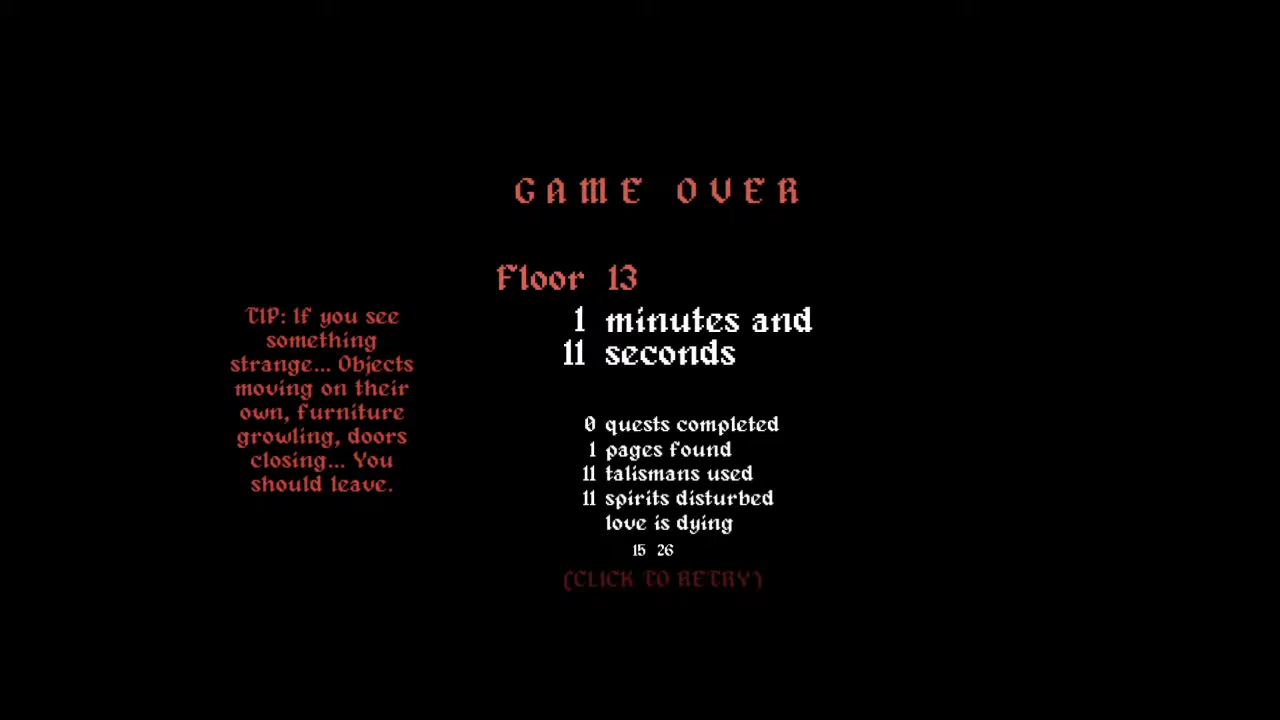 GAME OVER
Floor 13
1 minutes and
11 seconds
TIP: If you see
something
strange... Objects
moving on their
own, furniture
growling, doors
closing... You
should leave.
0 quests completed
1 pages found
11 talismans used
11 spirits disturbed
love is dying
15 26
(CLICK TO RETRY)